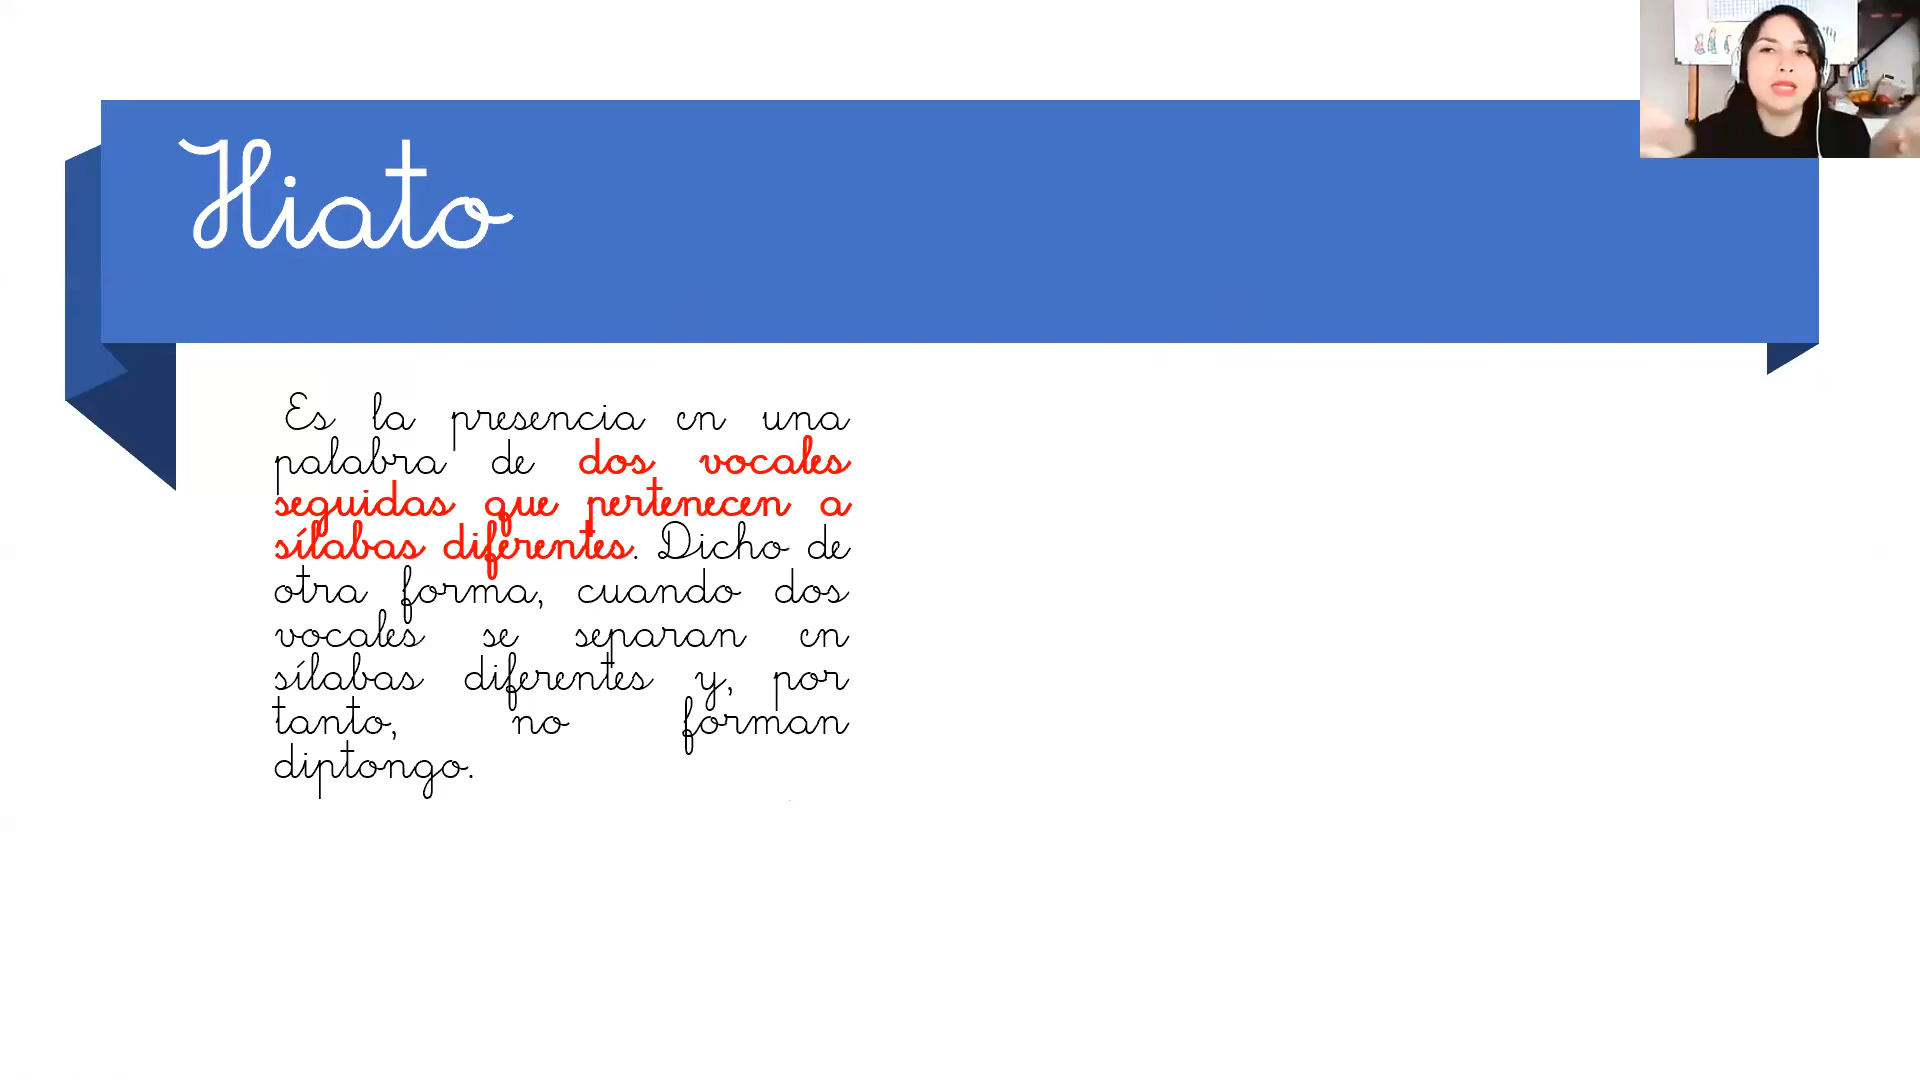 Hiato
Es la presencia en una
palabra de dos vocales
seguidas que pertenecen a
sílabas diferentes. Dicho de
otra forma, cuando dos
vocales se separan en
sílabas diferentes y, por
tanto, no forman
diptongo.